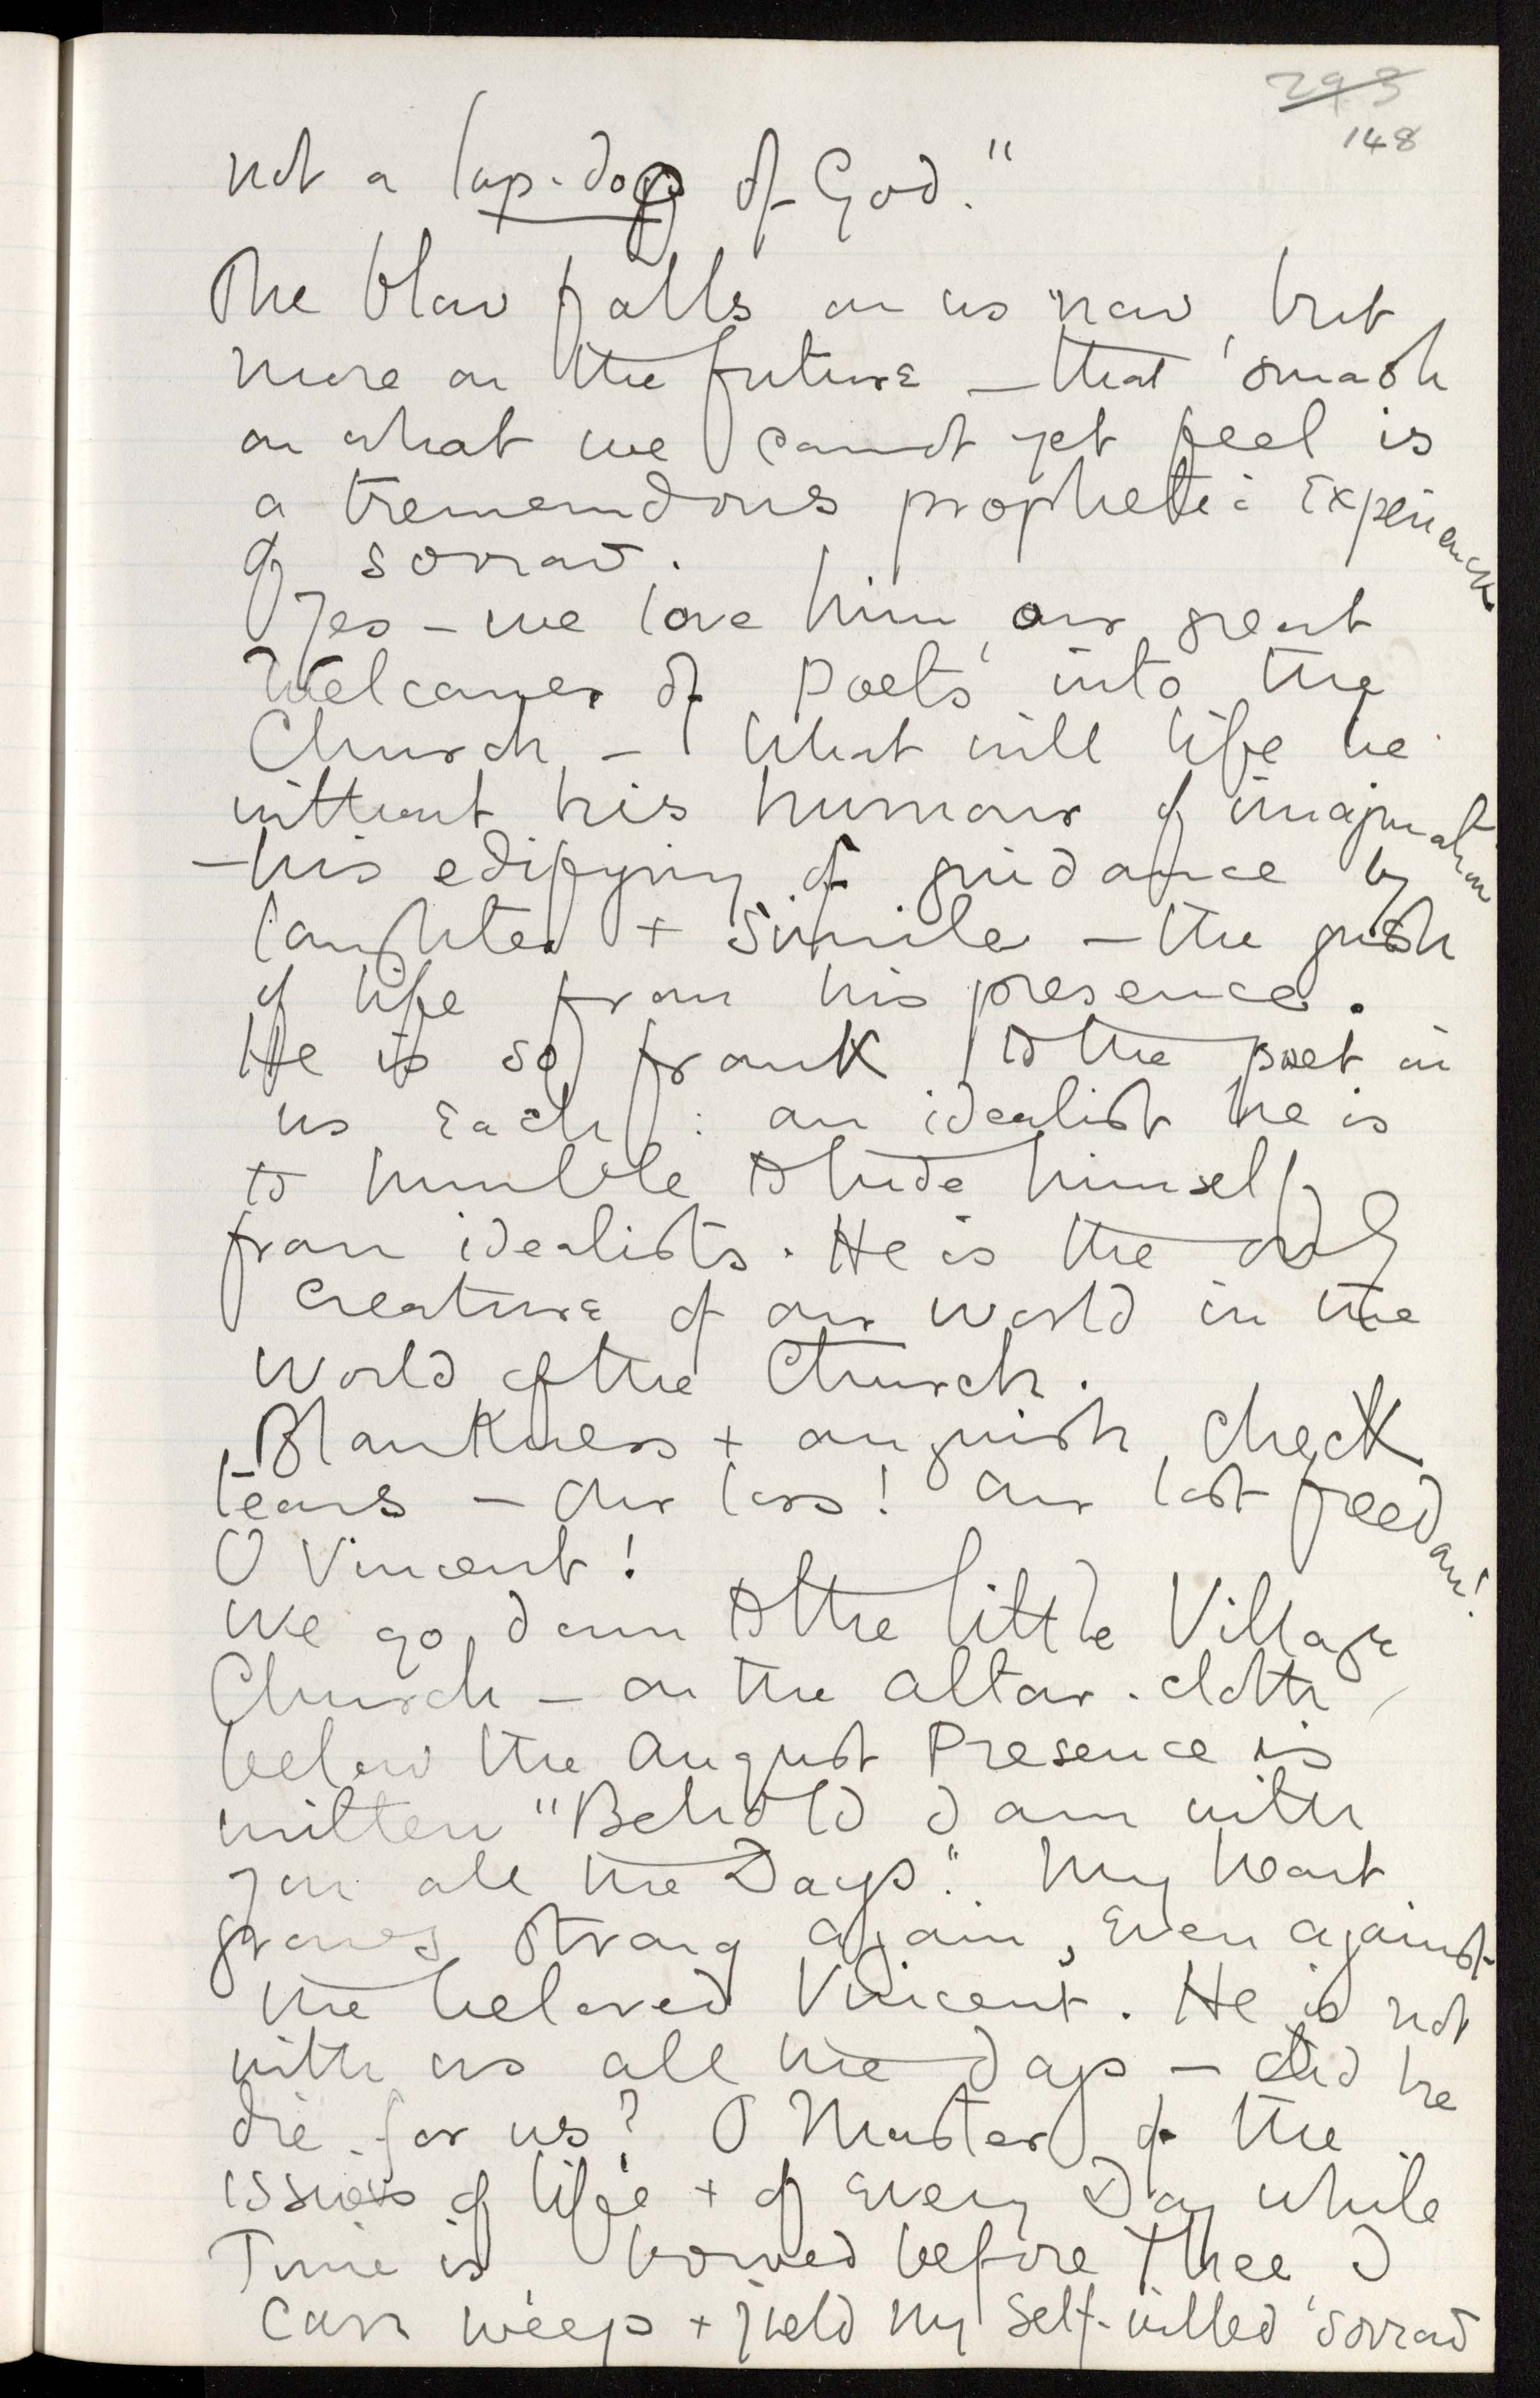 293
148
not a lap-dog of God."
The blow falls on us now, but
more on the future — that smash
on what we cannot yet feel is
a tremendous prophetic Experience
of sorrow.
Yes — we love him, our great
Welcomer of Poets into the
Church — What will life be
without his humour of imagination
— his edifying of guidance by
laughter + Simile — the gush
of life from his presence.
He is so frank to the poet in
us Each: an idealist he is
to humble to hide himself
from idealists. He is the only
creature of our world in the
World of the Church.
Blankness + anguish, check
tears — our loss! our lost freedom!
O Vincent!
We go down to the little Village
Church — on the altar-cloth
below the August Presence is
written "Behold I am with
you all the Days." My heart
grows strong again, Even against
the beloved Vincent. He is not
with us all the days — did he
die for us? O Master of the
issues of life + of Every Day while
Time is, bowed before Thee I
can weep + yield my self-willed sorrow